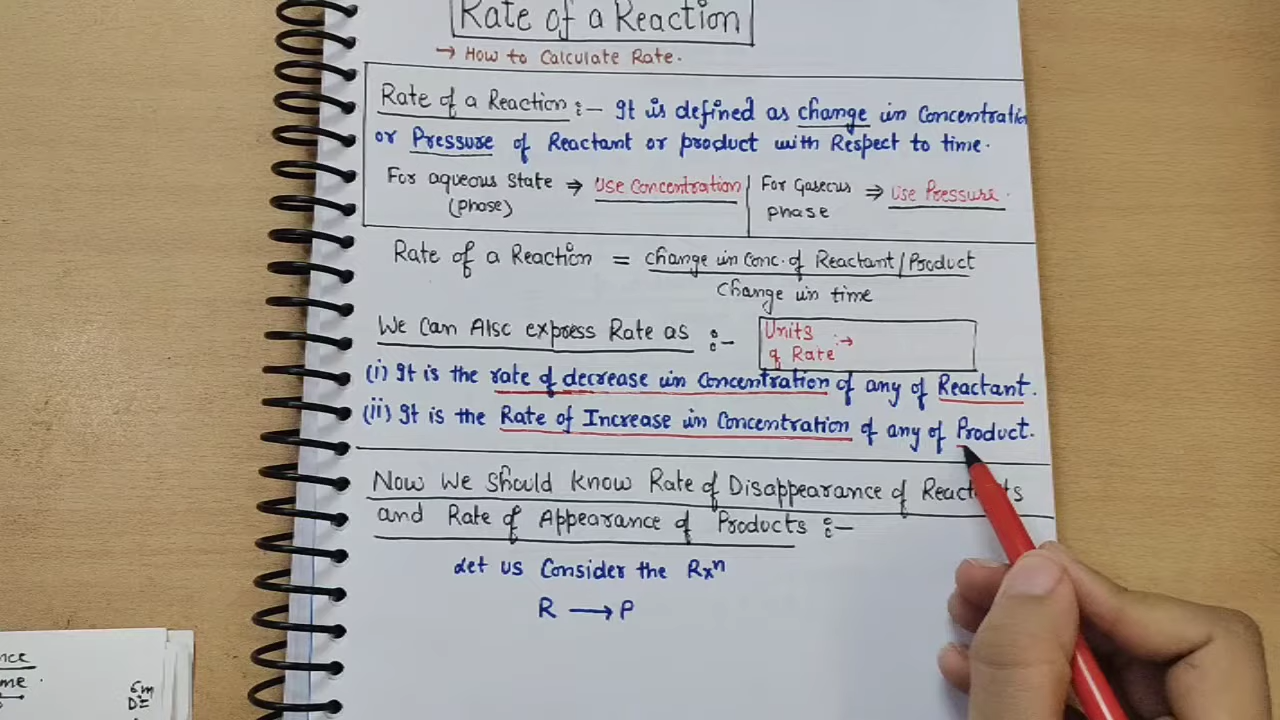 Rate of a Reaction
→ How to Calculate Rate.
Rate of a Reaction :- It is defined as change in Concentration
or Pressure of Reactant or product with Respect to time.
For aqueous State ⇒ Use Concentration
(phase)
For Gaseous ⇒ Use Pressure.
phase
Rate of a Reaction = change in Conc. of Reactant/Product
Change in time
We Can Also express Rate as :-
Units :→
of Rate
(i) It is the rate of decrease in Concentration of any of Reactant.
(ii) It is the Rate of Increase in Concentration of any of Product.
Now We Should know Rate of Disappearance of Reactants
and Rate of Appearance of Products :-
Let us Consider the Rxⁿ
R → P